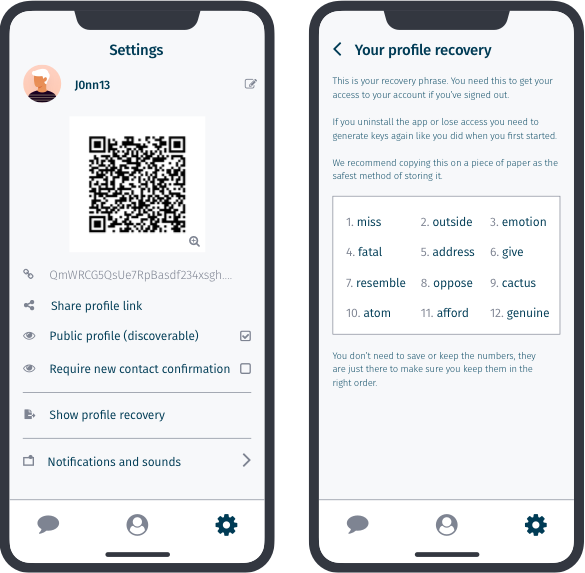 Settings
J0nn13
QmWRCG5QsUe7RpBasdf234xsgh....
Share profile link
Public profile (discoverable)
Require new contact confirmation
Show profile recovery
Notifications and sounds
Your profile recovery
This is your recovery phrase. You need this to get your
access to your account if you've signed out.
If you uninstall the app or lose access you need to
generate keys again like you did when you first started.
We recommend copying this on a piece of paper as the
safest method of storing it.
1. miss 2. outside 3. emotion
4. fatal 5. address 6. give
7. resemble 8. oppose 9. cactus
10. atom 11. afford 12. genuine
You don't need to save or keep the numbers, they
are just there to make sure you keep them in the
right order.